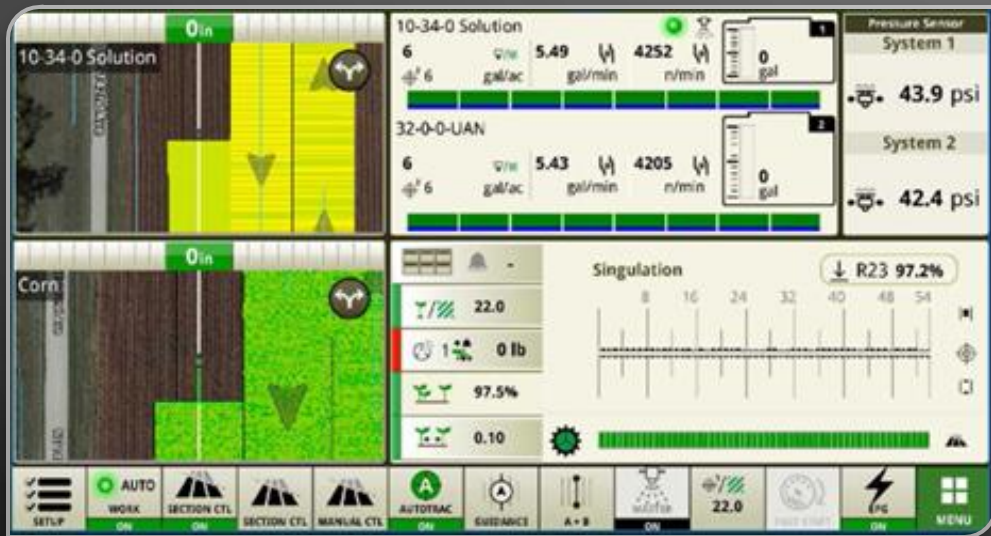 0in
10-34-0 Solution
10-34-0 Solution
1
6
gal/ac
5.49
gal/min
4252
n/min
6
0
gal
32-0-0-UAN
2
6
gal/ac
5.43
gal/min
4205
n/min
6
0
gal
Pressure Sensor
System 1
43.9 psi
System 2
42.4 psi
0in
Corn
-
22.0
1
0 lb
97.5%
0.10
Singulation
R23 97.2%
8 16 24 32 40 48 54
SETUP
AUTO
WORK
ON
SECTION CTL
ON
SECTION CTL
MANUAL CTL
A
AUTOTRAC
ON
A
GUIDANCE
A + B
MASTER
ON
22.0
EPG
ON
MENU